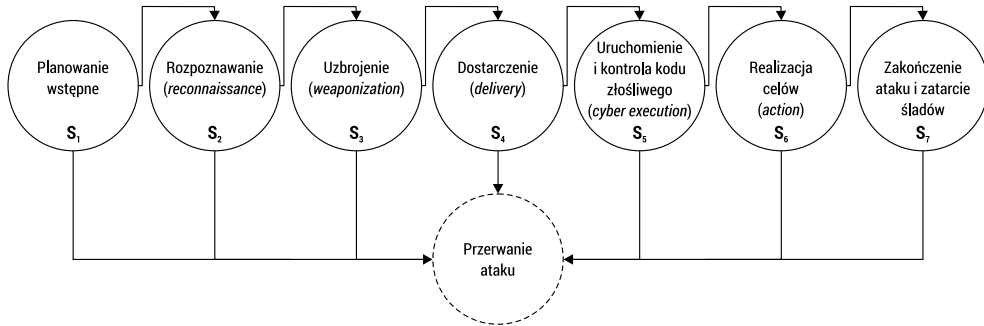 Planowanie
wstępne
S1
Rozpoznawanie
(reconnaissance)
S2
Uzbrojenie
(weaponization)
S3
Dostarczenie
(delivery)
S4
Uruchomienie
i kontrola kodu
złośliwego
(cyber execution)
S5
Realizacja
celów
(action)
S6
Zakończenie
ataku i zatarcie
śladów
S7
Przerwanie
ataku